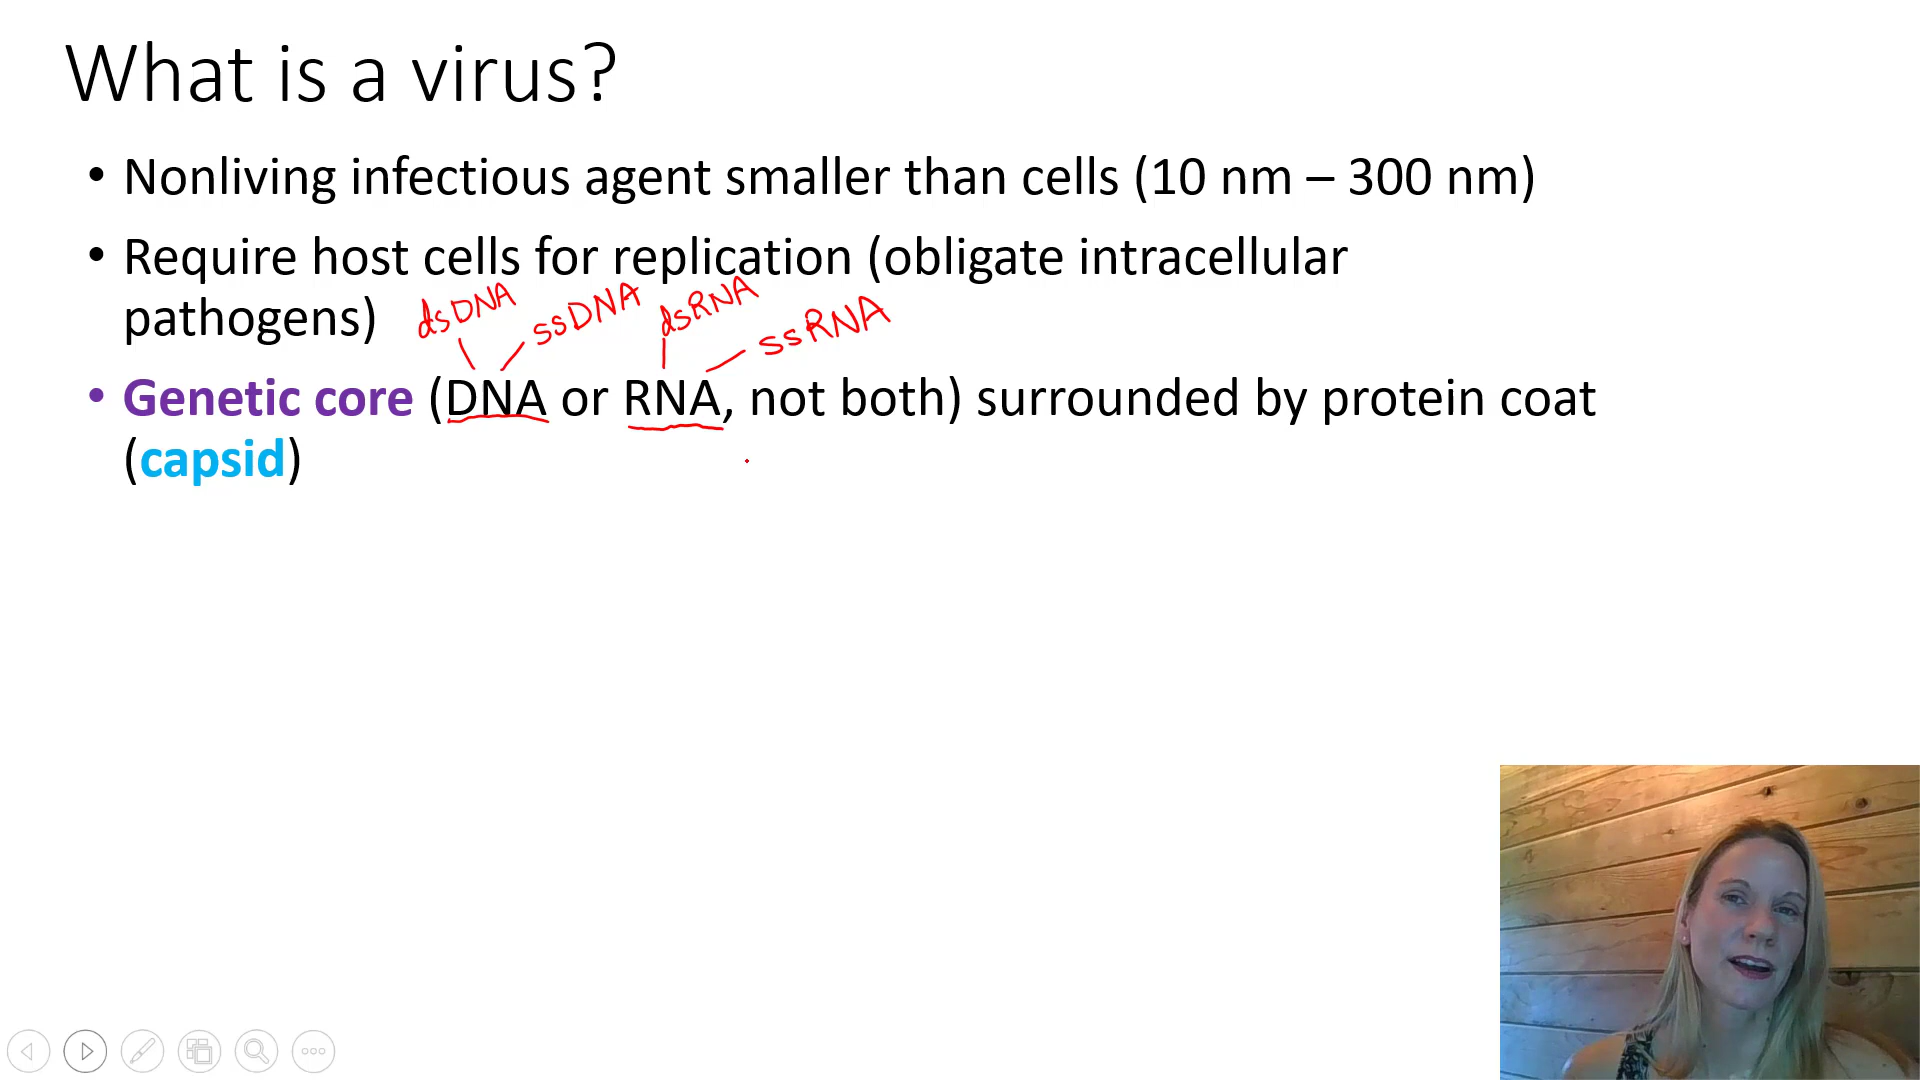 What is a virus?
• Nonliving infectious agent smaller than cells (10 nm – 300 nm)
• Require host cells for replication (obligate intracellular
pathogens)
dsDNA ssDNA dsRNA ssRNA
• Genetic core (DNA or RNA, not both) surrounded by protein coat
(capsid)